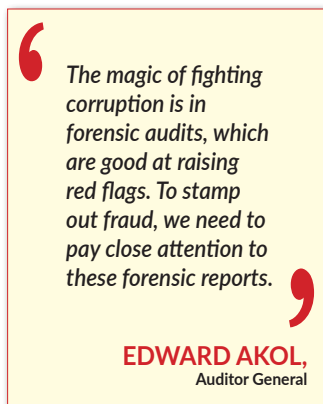 ‘
The magic of fighting
corruption is in
forensic audits, which
are good at raising
red flags. To stamp
out fraud, we need to
pay close attention to
these forensic reports.
’
EDWARD AKOL,
Auditor General